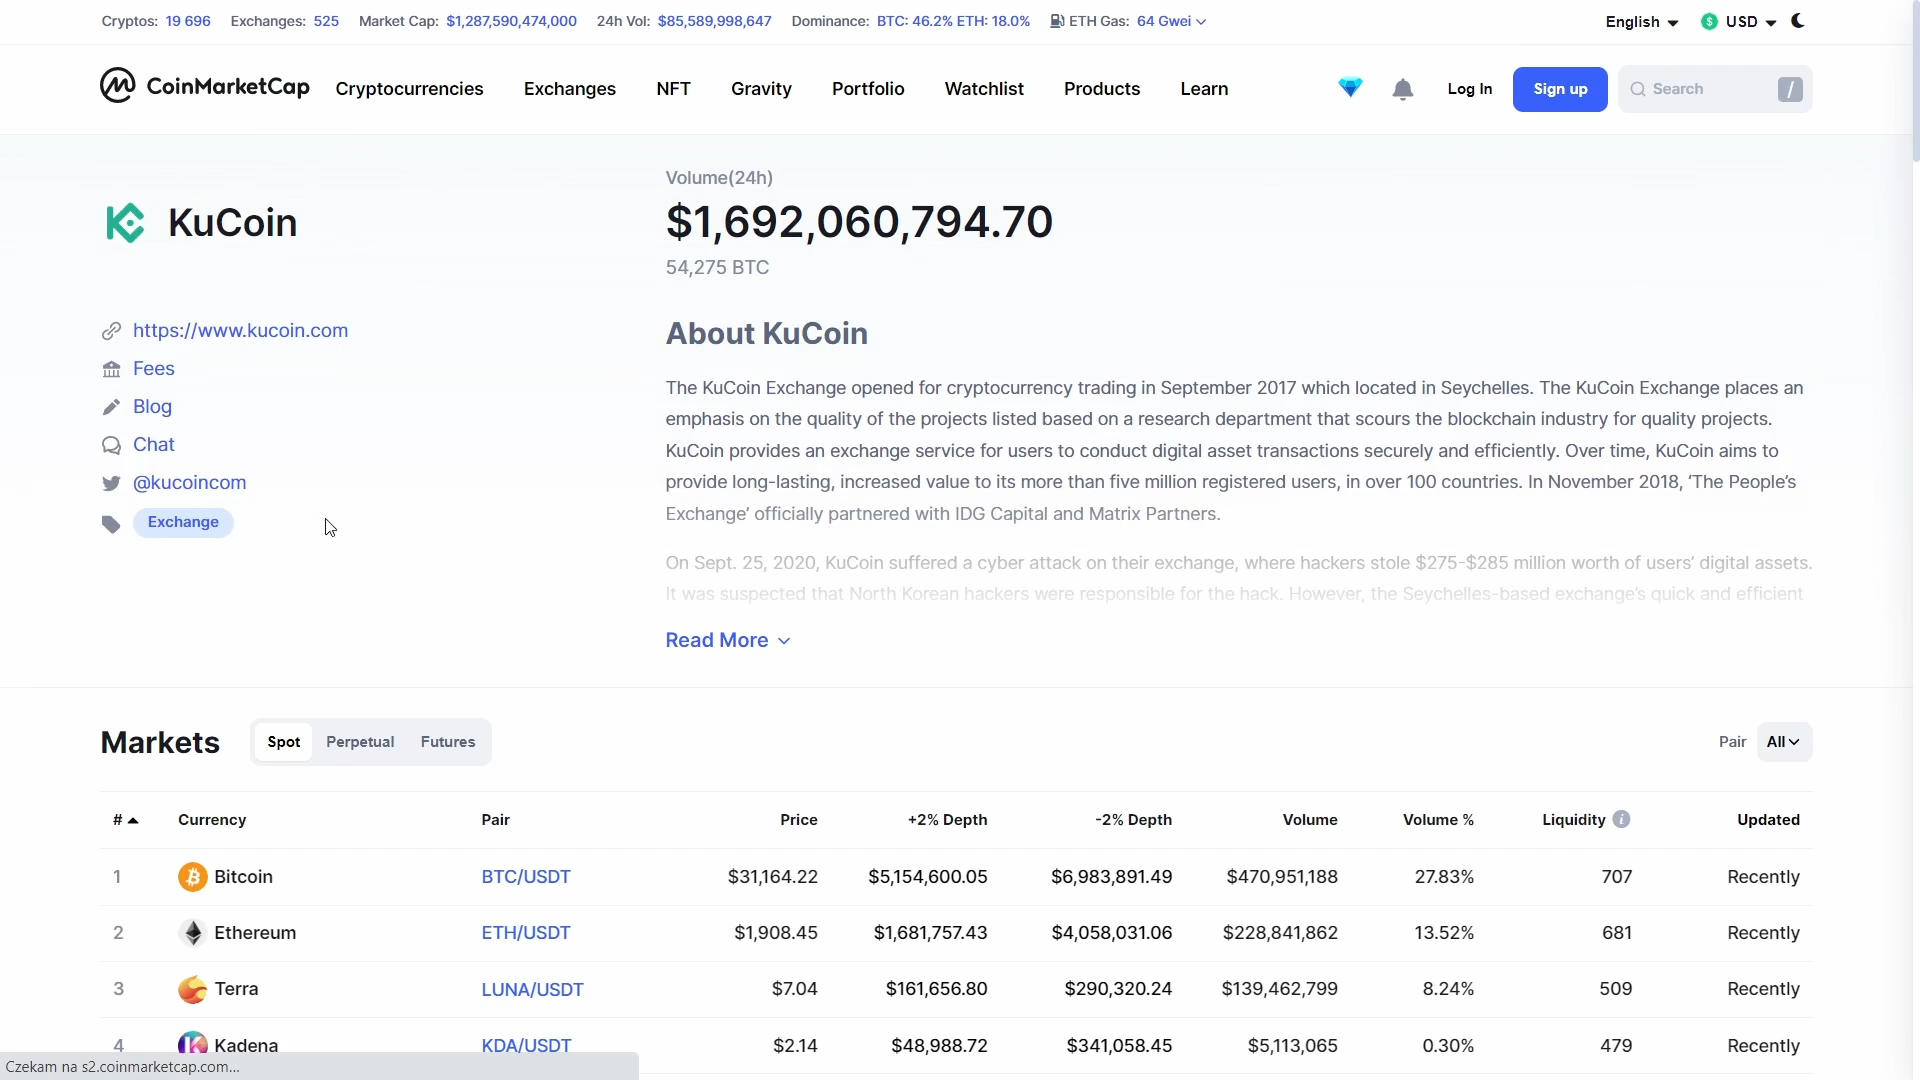 Cryptos: 19 696 Exchanges: 525 Market Cap: $1,287,590,474,000 24h Vol: $85,589,998,647 Dominance: BTC: 46.2% ETH: 18.0% ETH Gas: 64 Gwei English USD
CoinMarketCap Cryptocurrencies Exchanges NFT Gravity Portfolio Watchlist Products Learn Log In Sign up Search /
KuCoin
https://www.kucoin.com
Fees
Blog
Chat
@kucoincom
Exchange
Volume(24h)
$1,692,060,794.70
54,275 BTC
About KuCoin
The KuCoin Exchange opened for cryptocurrency trading in September 2017 which located in Seychelles. The KuCoin Exchange places an
emphasis on the quality of the projects listed based on a research department that scours the blockchain industry for quality projects.
KuCoin provides an exchange service for users to conduct digital asset transactions securely and efficiently. Over time, KuCoin aims to
provide long-lasting, increased value to its more than five million registered users, in over 100 countries. In November 2018, ‘The People’s
Exchange’ officially partnered with IDG Capital and Matrix Partners.
On Sept. 25, 2020, KuCoin suffered a cyber attack on their exchange, where hackers stole $275-$285 million worth of users’ digital assets.
It was suspected that North Korean hackers were responsible for the hack. However, the Seychelles-based exchange’s quick and efficient
Read More
Markets Spot Perpetual Futures Pair All
# Currency Pair Price +2% Depth -2% Depth Volume Volume % Liquidity i Updated
1 Bitcoin BTC/USDT $31,164.22 $5,154,600.05 $6,983,891.49 $470,951,188 27.83% 707 Recently
2 Ethereum ETH/USDT $1,908.45 $1,681,757.43 $4,058,031.06 $228,841,862 13.52% 681 Recently
3 Terra LUNA/USDT $7.04 $161,656.80 $290,320.24 $139,462,799 8.24% 509 Recently
4 Kadena KDA/USDT $2.14 $48,988.72 $341,058.45 $5,113,065 0.30% 479 Recently
Czekam na s2.coinmarketcap.com...